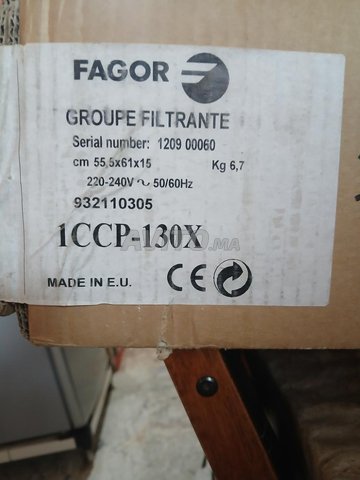 FAGOR
GROUPE FILTRANTE
Serial number: 1209 00060
cm 55,5x61x15 Kg 6,7
220-240V ~ 50/60Hz
932110305
1CCP-130X
MADE IN E.U.
CE